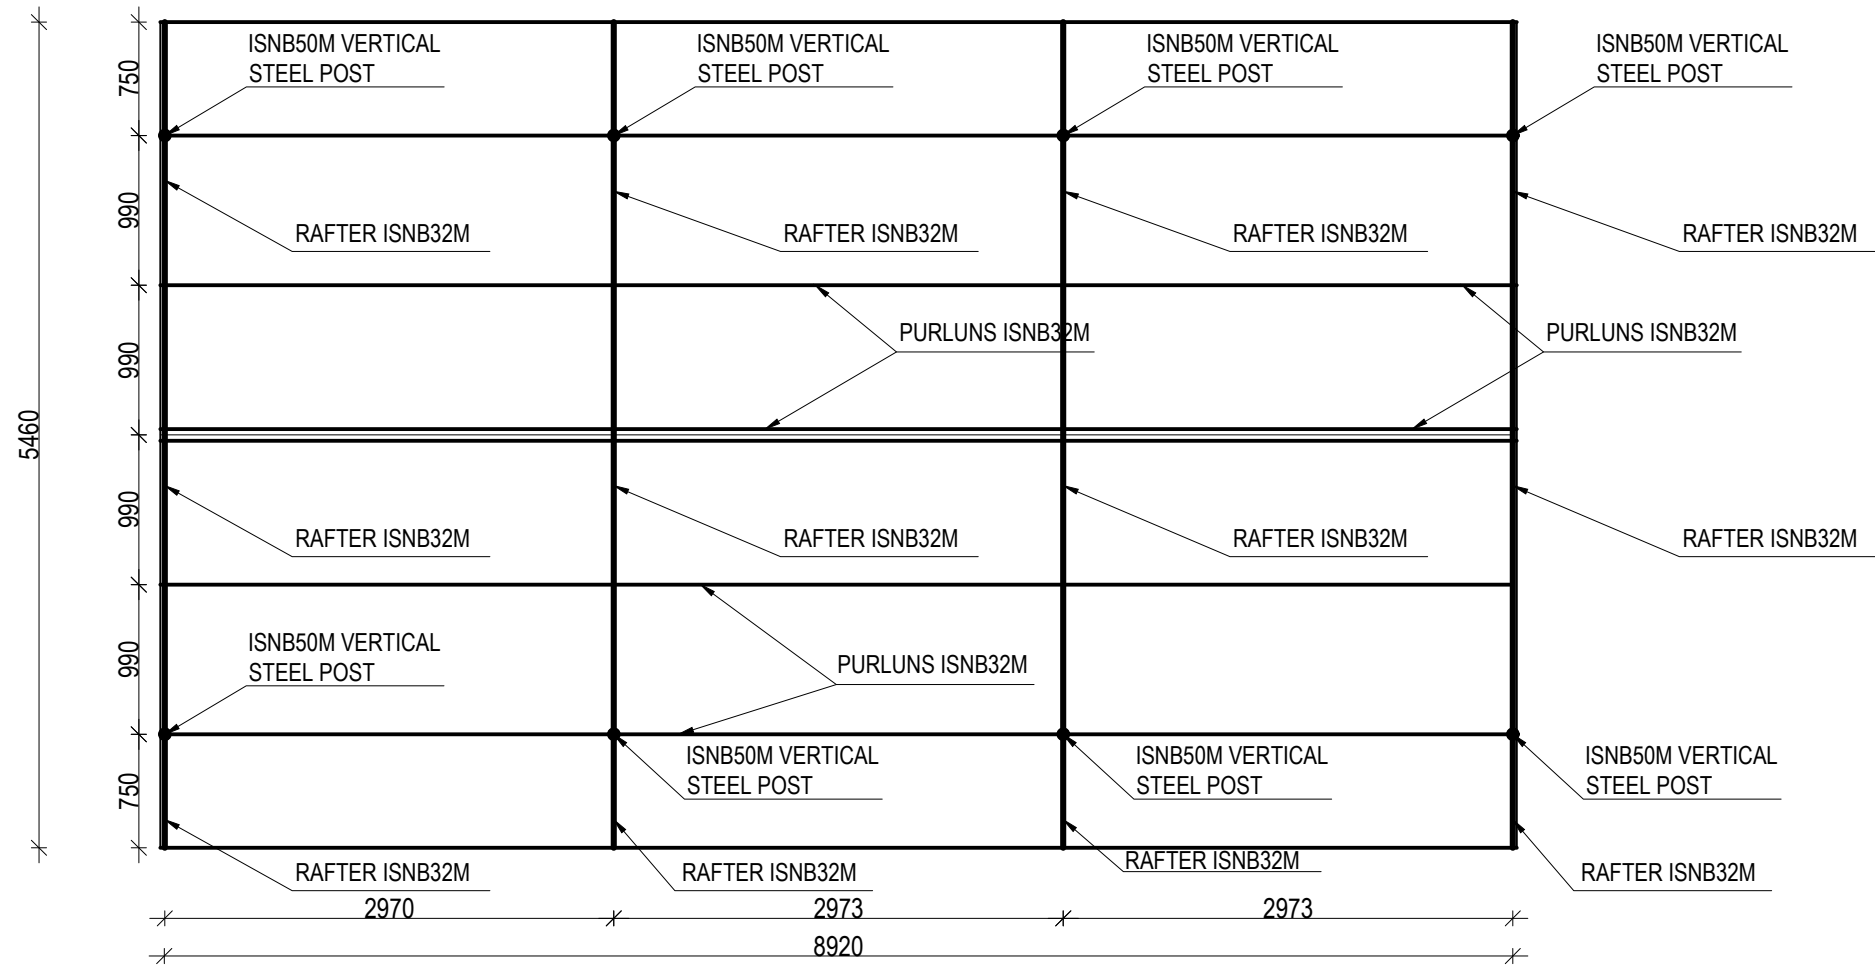 ISNB50M VERTICAL
STEEL POST
ISNB50M VERTICAL
STEEL POST
ISNB50M VERTICAL
STEEL POST
ISNB50M VERTICAL
STEEL POST
750
990
RAFTER ISNB32M
RAFTER ISNB32M
RAFTER ISNB32M
RAFTER ISNB32M
PURLUNS ISNB32M
PURLUNS ISNB32M
990
5460
990
RAFTER ISNB32M
RAFTER ISNB32M
RAFTER ISNB32M
RAFTER ISNB32M
ISNB50M VERTICAL
STEEL POST
990
PURLUNS ISNB32M
ISNB50M VERTICAL
STEEL POST
ISNB50M VERTICAL
STEEL POST
ISNB50M VERTICAL
STEEL POST
750
RAFTER ISNB32M
RAFTER ISNB32M
RAFTER ISNB32M
RAFTER ISNB32M
2970
2973
2973
8920